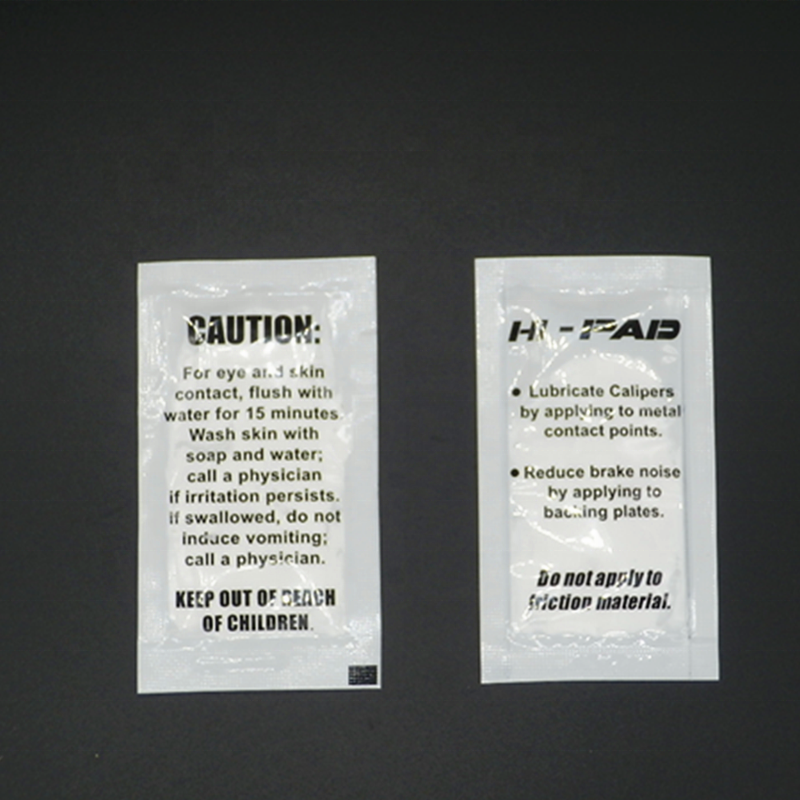 CAUTION:
For eye and skin
contact, flush with
water for 15 minutes.
Wash skin with
soap and water;
call a physician
if irritation persists.
If swallowed, do not
induce vomiting;
call a physician.
KEEP OUT OF REACH
OF CHILDREN.
HI-PAD
● Lubricate Calipers
by applying to metal
contact points.
● Reduce brake noise
by applying to
backing plates.
Do not apply to
friction material.